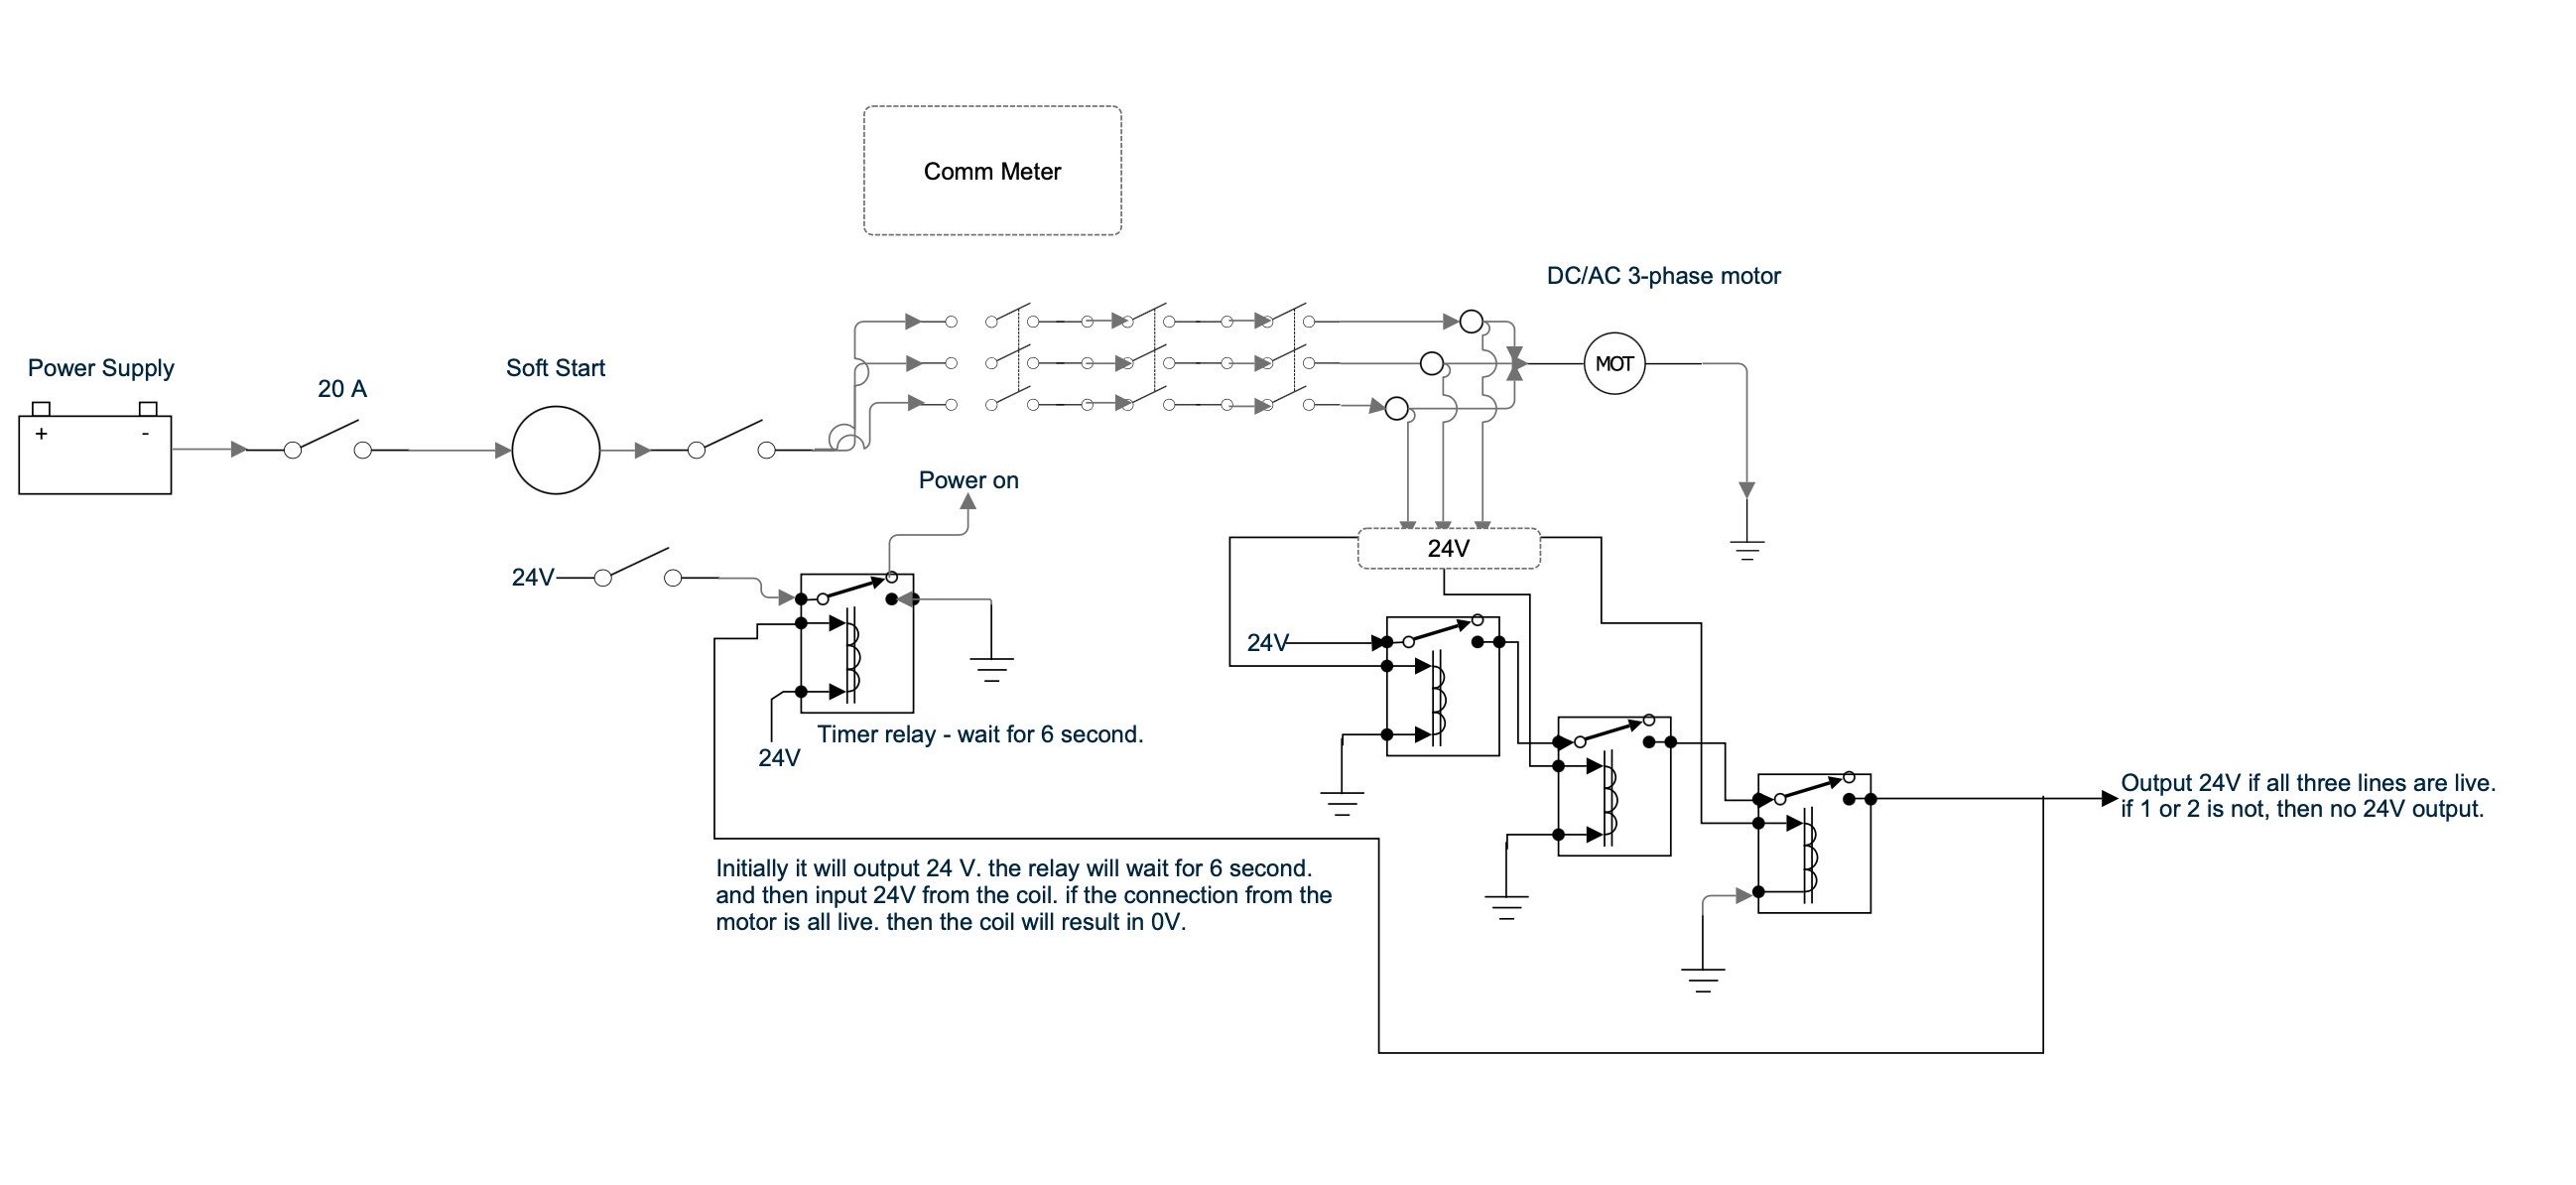 Comm Meter
DC/AC 3-phase motor
Power Supply
20 A
Soft Start
MOT
+
-
Power on
24V
24V
24V
24V
Timer relay - wait for 6 second.
Output 24V if all three lines are live.
if 1 or 2 is not, then no 24V output.
Initially it will output 24 V. the relay will wait for 6 second.
and then input 24V from the coil. if the connection from the
motor is all live. then the coil will result in 0V.